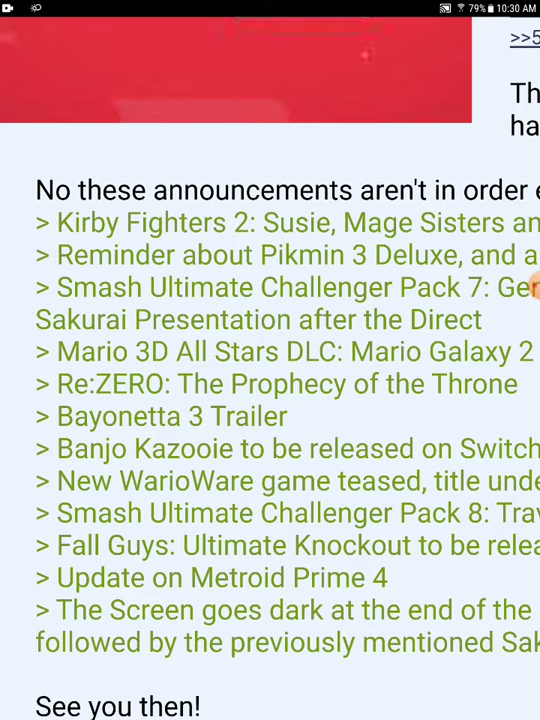 79% 10:30 AM
>>5
Th
ha
No these announcements aren't in order e
> Kirby Fighters 2: Susie, Mage Sisters an
> Reminder about Pikmin 3 Deluxe, and a
> Smash Ultimate Challenger Pack 7: Ge
Sakurai Presentation after the Direct
> Mario 3D All Stars DLC: Mario Galaxy 2
> Re:ZERO: The Prophecy of the Throne
> Bayonetta 3 Trailer
> Banjo Kazooie to be released on Switch
> New WarioWare game teased, title unde
> Smash Ultimate Challenger Pack 8: Tra
> Fall Guys: Ultimate Knockout to be relea
> Update on Metroid Prime 4
> The Screen goes dark at the end of the
followed by the previously mentioned Sak
See you then!